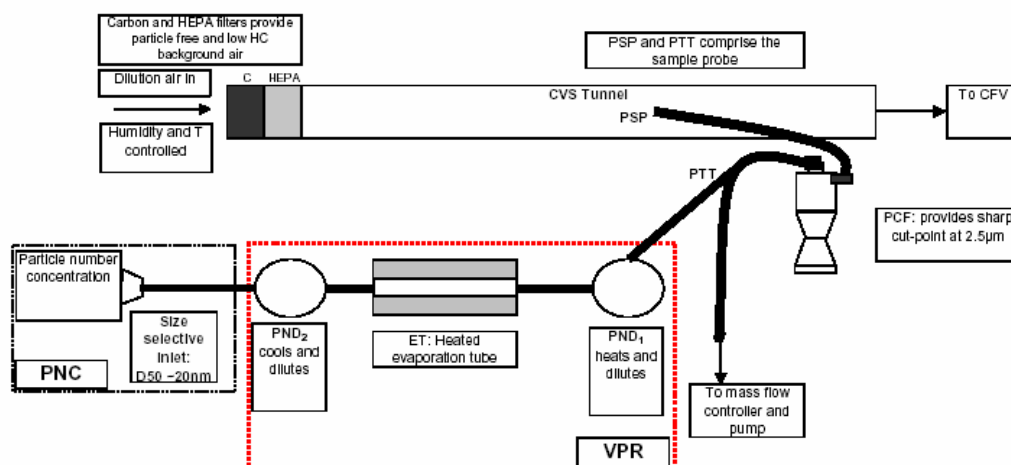 Carbon and HEPA filters provide
particle free and low HC
background air
PSP and PTT comprise the
sample probe
Dilution air in
C
HEPA
CVS Tunnel
To CFV
PSP
Humidity and T
controlled
PTT
PCF: provides sharp
cut-point at 2.5µm
Particle number
concentration
Size
selective
inlet:
D50 ~20nm
PNC
PND2
cools and
dilutes
ET: Heated
evaporation tube
PND1
heats and
dilutes
To mass flow
controller and
pump
VPR